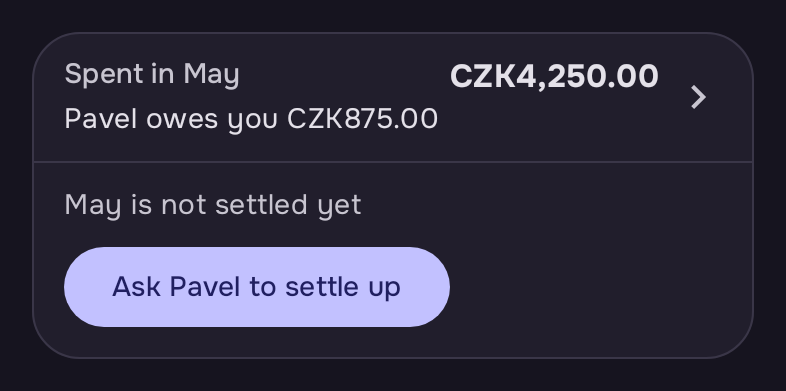 Spent in May
CZK4,250.00
Pavel owes you CZK875.00
May is not settled yet
Ask Pavel to settle up